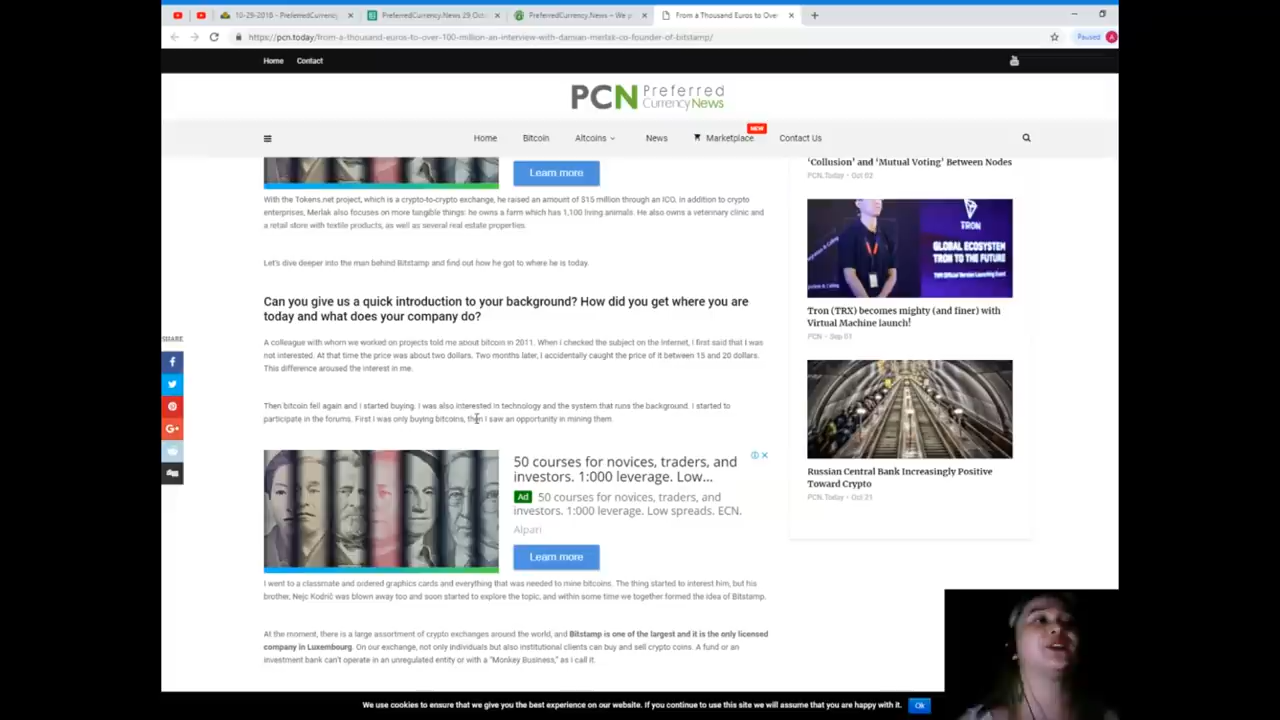 10-29-2018 - PreferredCurrency
PreferredCurrency.News 29 Octo
PreferredCurrency.News – We p
From a Thousand Euros to Over
https://pcn.today/from-a-thousand-euros-to-over-100-million-an-interview-with-damian-merlak-co-founder-of-bitstamp/
Paused
A
Home
Contact
PCN Preferred
CurrencyNews
Home
Bitcoin
Altcoins
News
Marketplace
NEW
Contact Us
Learn more
With the Tokens.net project, which is a crypto-to-crypto exchange, he raised an amount of $15 million through an ICO. In addition to crypto
enterprises, Merlak also focuses on more tangible things: he owns a farm which has 1,100 living animals. He also owns a veterinary clinic and
a retail store with textile products, as well as several real estate properties.
Let's dive deeper into the man behind Bitstamp and find out how he got to where he is today.
Can you give us a quick introduction to your background? How did you get where you are
today and what does your company do?
A colleague with whom we worked on projects told me about bitcoin in 2011. When i checked the subject on the Internet, I first said that I was
not interested. At that time the price was about two dollars. Two months later, I accidentally caught the price of it between 15 and 20 dollars.
This difference aroused the interest in me.
Then bitcoin fell again and I started buying. I was also interested in technology and the system that runs the background. I started to
participate in the forums. First I was only buying bitcoins, then I saw an opportunity in mining them.
50 courses for novices, traders, and
investors. 1:000 leverage. Low...
Ad 50 courses for novices, traders, and
investors. 1:000 leverage. Low spreads. ECN.
Alpari
Learn more
I went to a classmate and ordered graphics cards and everything that was needed to mine bitcoins. The thing started to interest him, but his
brother, Nejc Kodrič was blown away too and soon started to explore the topic, and within some time we together formed the idea of Bitstamp.
At the moment, there is a large assortment of crypto exchanges around the world, and Bitstamp is one of the largest and it is the only licensed
company in Luxembourg. On our exchange, not only individuals but also institutional clients can buy and sell crypto coins. A fund or an
investment bank can't operate in an unregulated entity or with a "Monkey Business," as I call it.
SHARE
'Collusion' and 'Mutual Voting' Between Nodes
PCN.Today - Oct 02
TRON
GLOBAL ECOSYSTEM
TRON TO THE FUTURE
Tron (TRX) becomes mighty (and finer) with
Virtual Machine launch!
PCN - Sep 01
Russian Central Bank Increasingly Positive
Toward Crypto
PCN.Today - Oct 21
We use cookies to ensure that we give you the best experience on our website. If you continue to use this site we will assume that you are happy with it.
Ok